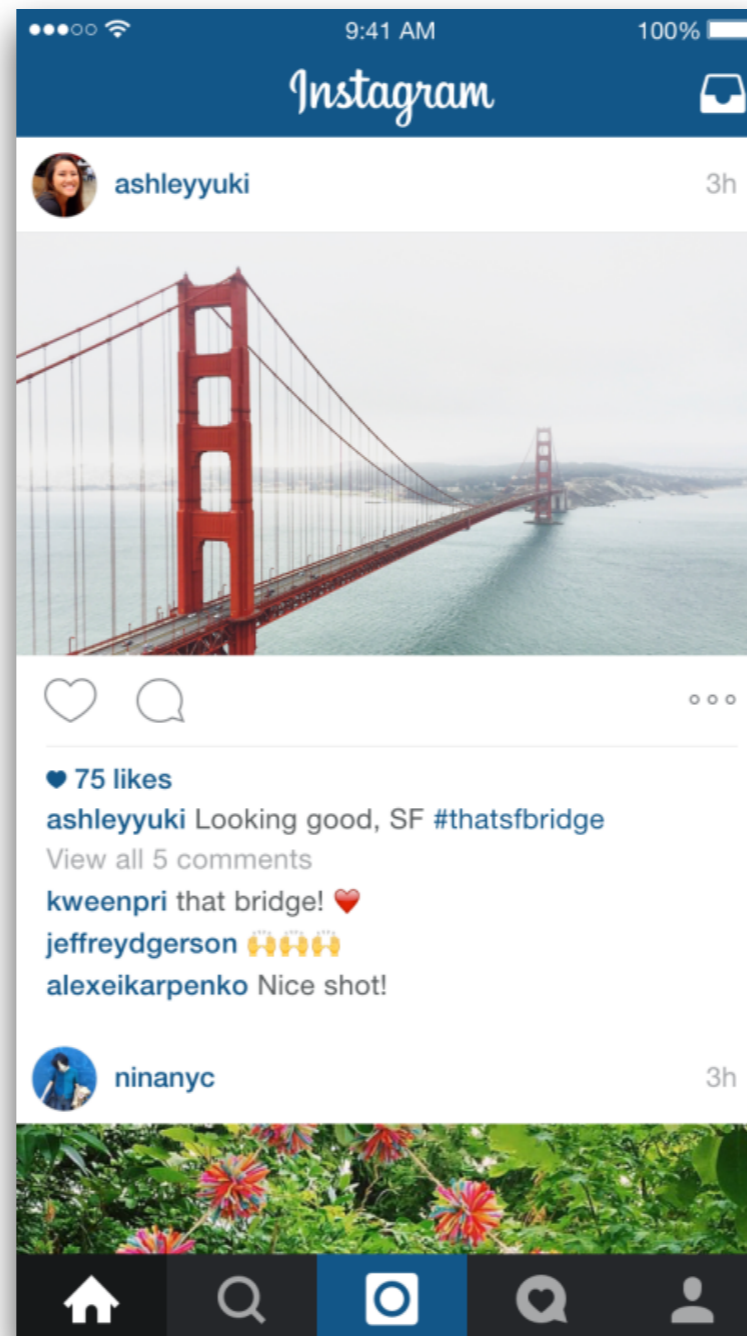 9:41 AM 100%
Instagram
ashleyyuki 3h
75 likes
ashleyyuki Looking good, SF #thatsfbridge
View all 5 comments
kweenpri that bridge! ❤️
jeffreydgerson 🙌🙌🙌
alexeikarpenko Nice shot!
ninanyc 3h